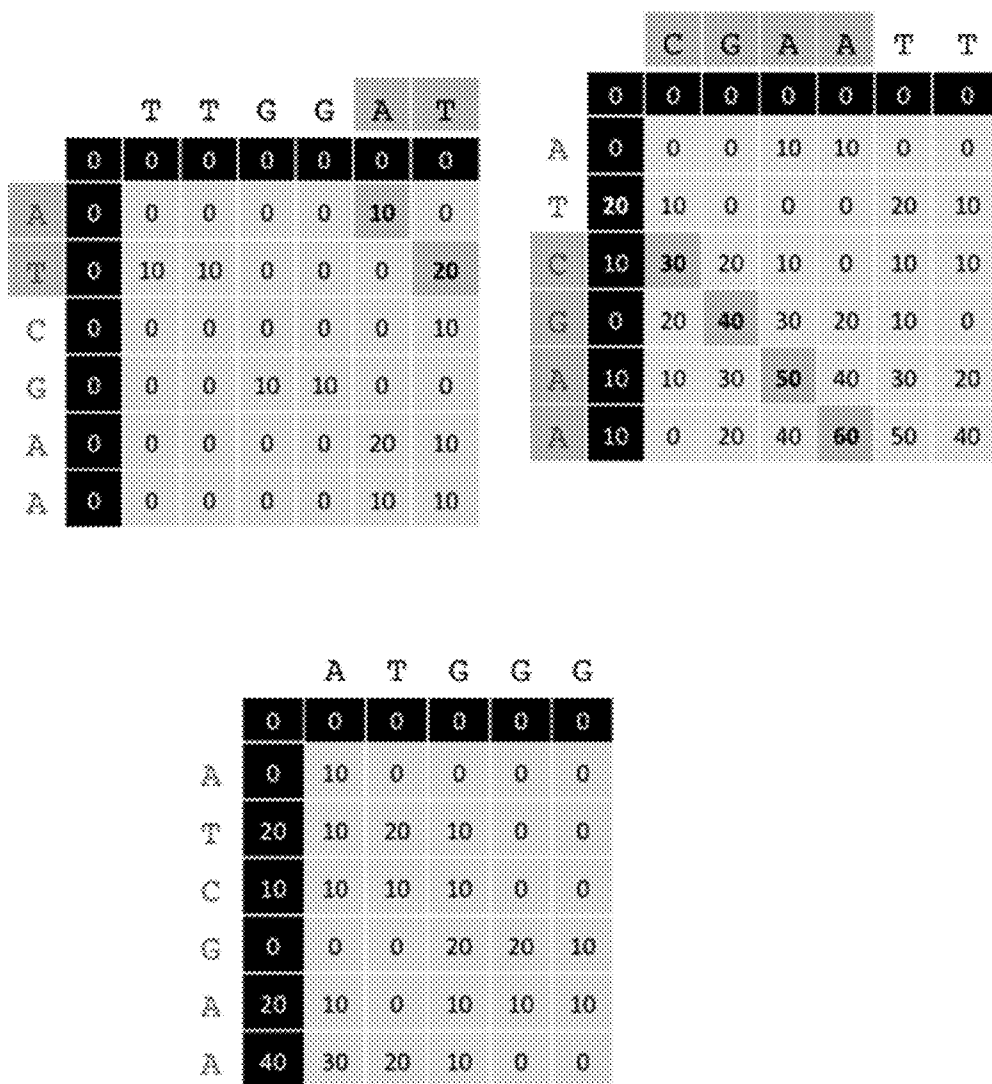 T T G G A T
0 0 0 0 0 0 0
A 0 0 0 0 0 10 0
T 0 10 10 0 0 0 20
C 0 0 0 0 0 0 10
G 0 0 0 10 10 0 0
A 0 0 0 0 0 20 10
A 0 0 0 0 0 10 10
C G A A T T
0 0 0 0 0 0 0
A 0 0 0 10 10 0 0
T 20 10 0 0 0 20 10
C 10 30 20 10 0 10 10
G 0 20 40 30 20 10 0
A 10 10 30 50 40 30 20
A 10 0 20 40 60 50 40
A T G G G
0 0 0 0 0 0
A 0 10 0 0 0 0
T 20 10 20 10 0 0
C 10 10 10 10 0 0
G 0 0 0 20 20 10
A 20 10 0 10 10 10
A 40 30 20 10 0 0